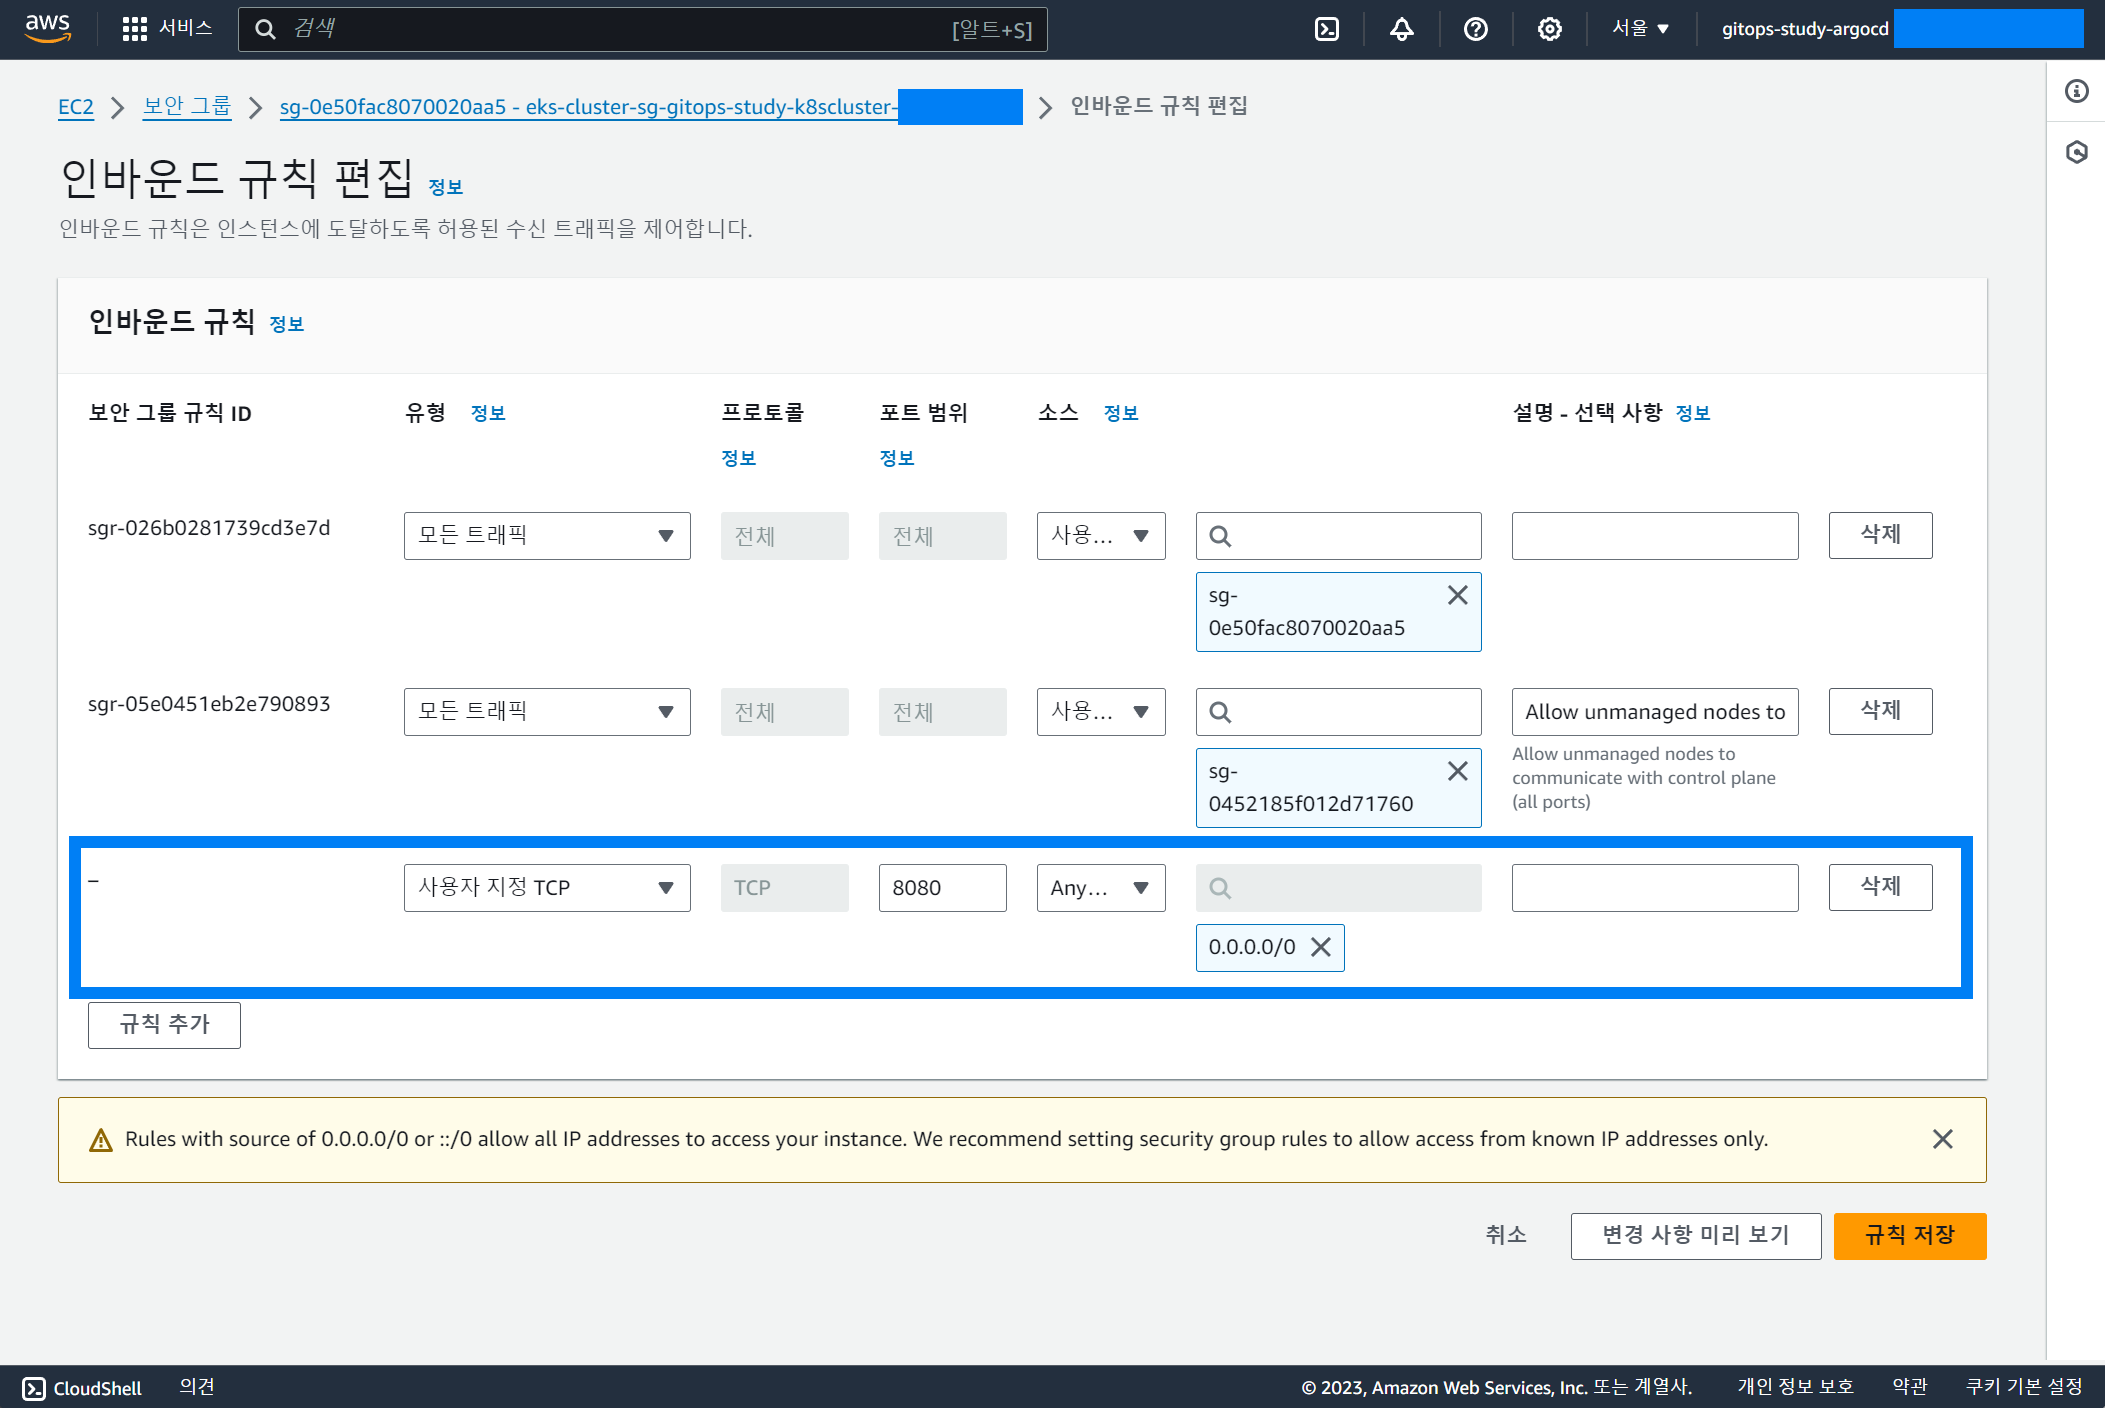 aws 서비스 검색 [알트+S] 서울 gitops-study-argocd
EC2 보안 그룹 sg-0e50fac8070020aa5 - eks-cluster-sg-gitops-study-k8scluster- 인바운드 규칙 편집
인바운드 규칙 편집 정보
인바운드 규칙은 인스턴스에 도달하도록 허용된 수신 트래픽을 제어합니다.
인바운드 규칙 정보
보안 그룹 규칙 ID 유형 정보 프로토콜 포트 범위 소스 정보 설명 - 선택 사항 정보
정보 정보
sgr-026b0281739cd3e7d 모든 트래픽 전체 전체 사용... 삭제
sg-
0e50fac8070020aa5
sgr-05e0451eb2e790893 모든 트래픽 전체 전체 사용... Allow unmanaged nodes to 삭제
sg-
0452185f012d71760
Allow unmanaged nodes to
communicate with control plane
(all ports)
– 사용자 지정 TCP TCP 8080 Any... 삭제
0.0.0.0/0
규칙 추가
Rules with source of 0.0.0.0/0 or ::/0 allow all IP addresses to access your instance. We recommend setting security group rules to allow access from known IP addresses only.
취소 변경 사항 미리 보기 규칙 저장
CloudShell 의견 © 2023, Amazon Web Services, Inc. 또는 계열사. 개인 정보 보호 약관 쿠키 기본 설정